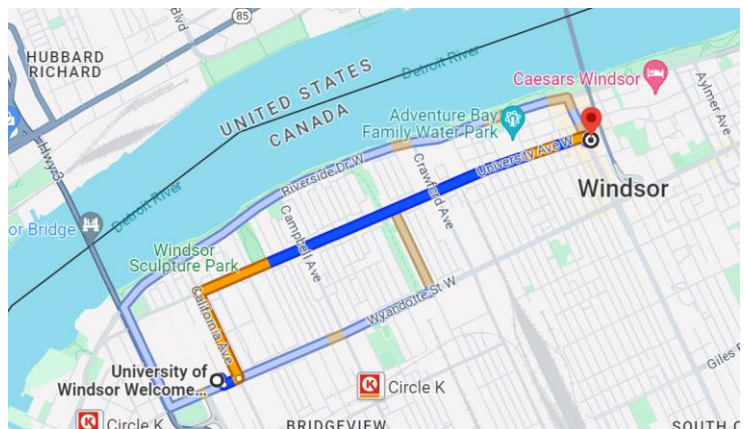 85
Blvd
HUBBARD
RICHARD
UNITED STATES
CANADA
Detroit River
Caesars Windsor
Aylmer Ave
Adventure Bay
Family Water Park
Hwy 3
University Ave W
Riverside Dr W
Crawford Ave
Windsor
Detroit River
or Bridge
Campbell Ave
Windsor
Sculpture Park
California Ave
Wyandotte St W
University of
Windsor Welcome...
K
Circle K
Giles
K
Circle K
BRIDGEVIEW
SOUTH C